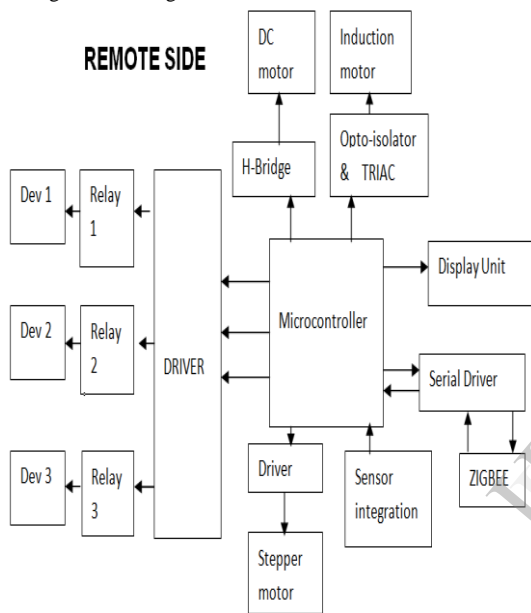 REMOTE SIDE
DC
motor
Induction
motor
H-Bridge
Opto-isolator
& TRIAC
Dev 1
Relay
1
Dev 2
Relay
2
Dev 3
Relay
3
DRIVER
Microcontroller
Display Unit
Serial Driver
ZIGBEE
Driver
Stepper
motor
Sensor
integration